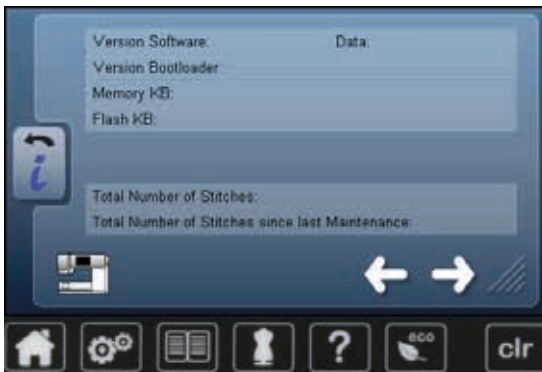 Version Software: Data:
Version Bootloader
Memory KB:
Flash KB:
i
Total Number of Stitches:
Total Number of Stitches since last Maintenance:
? eco clr